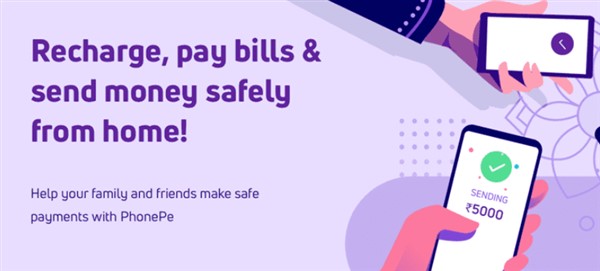 Recharge, pay bills &
send money safely
from home!
Help your family and friends make safe
payments with PhonePe
SENDING
₹5000